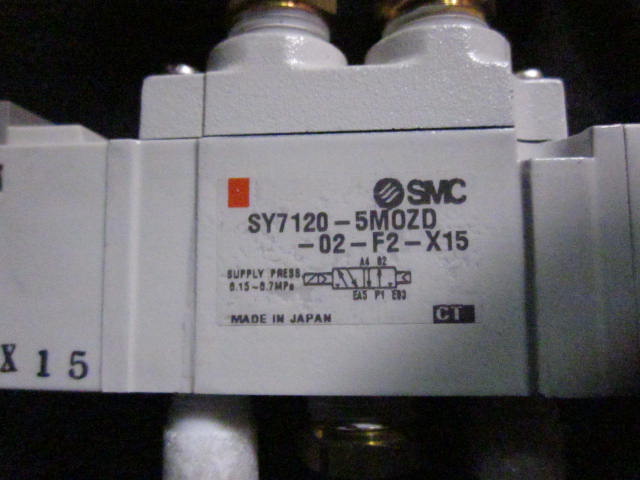 SMC
SY7120-5MOZD
-02-F2-X15
A4 B2
SUPPLY PRESS
0.15~0.7MPa
EA5 P1 EB3
MADE IN JAPAN
CT
X15